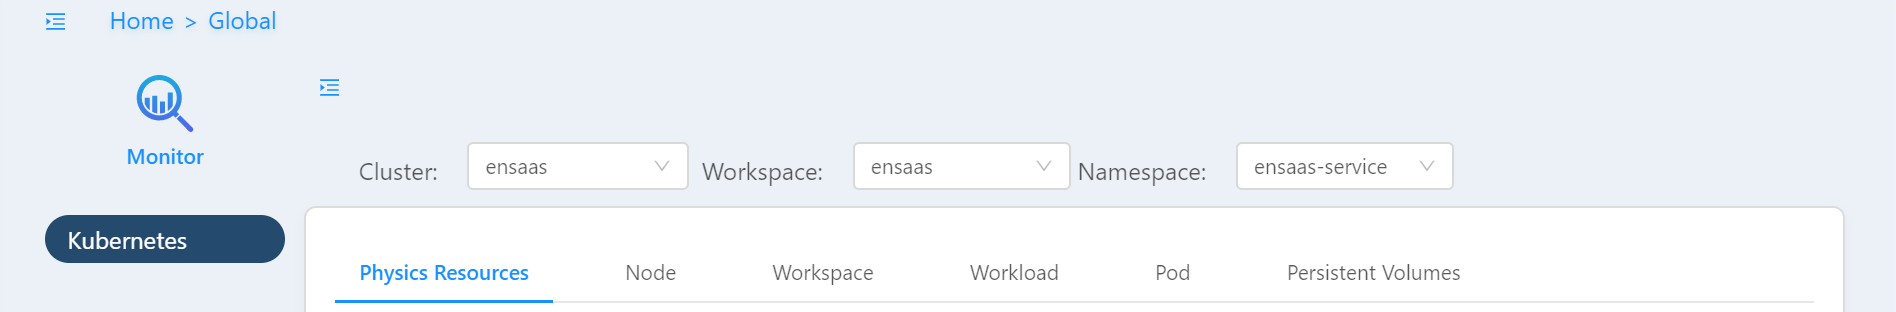 Home > Global
Monitor
Cluster: ensaas Workspace: ensaas Namespace: ensaas-service
Kubernetes
Physics Resources Node Workspace Workload Pod Persistent Volumes